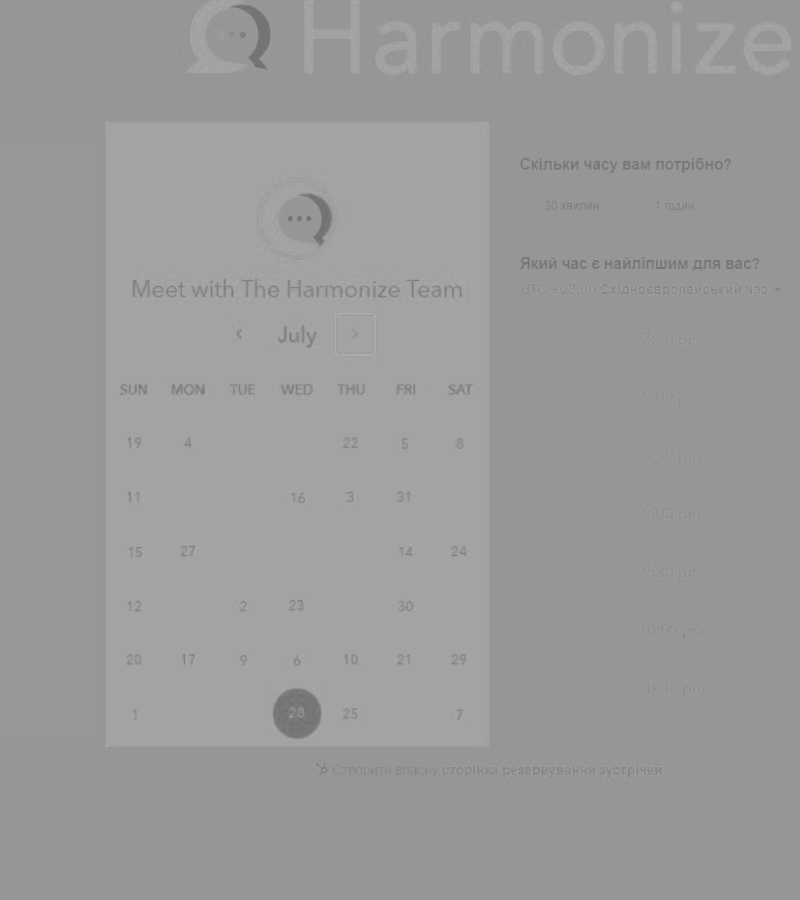 Harmonize
Скільки часу вам потрібно?
30 хвилин 1 годин
Який час є найліпшим для вас?
UTC +03:00 Східноєвропейський час
Meet with The Harmonize Team
July
SUN MON TUE WED THU FRI SAT
19 4 22 5 8
11 16 3 31
15 27 14 24
12 2 23 30
20 17 9 6 10 21 29
1 28 25 7
7:30 pm
8:00 pm
8:30 pm
9:00 pm
9:30 pm
10:00 pm
10:30 pm
Створити власну сторінка резервування зустрічей